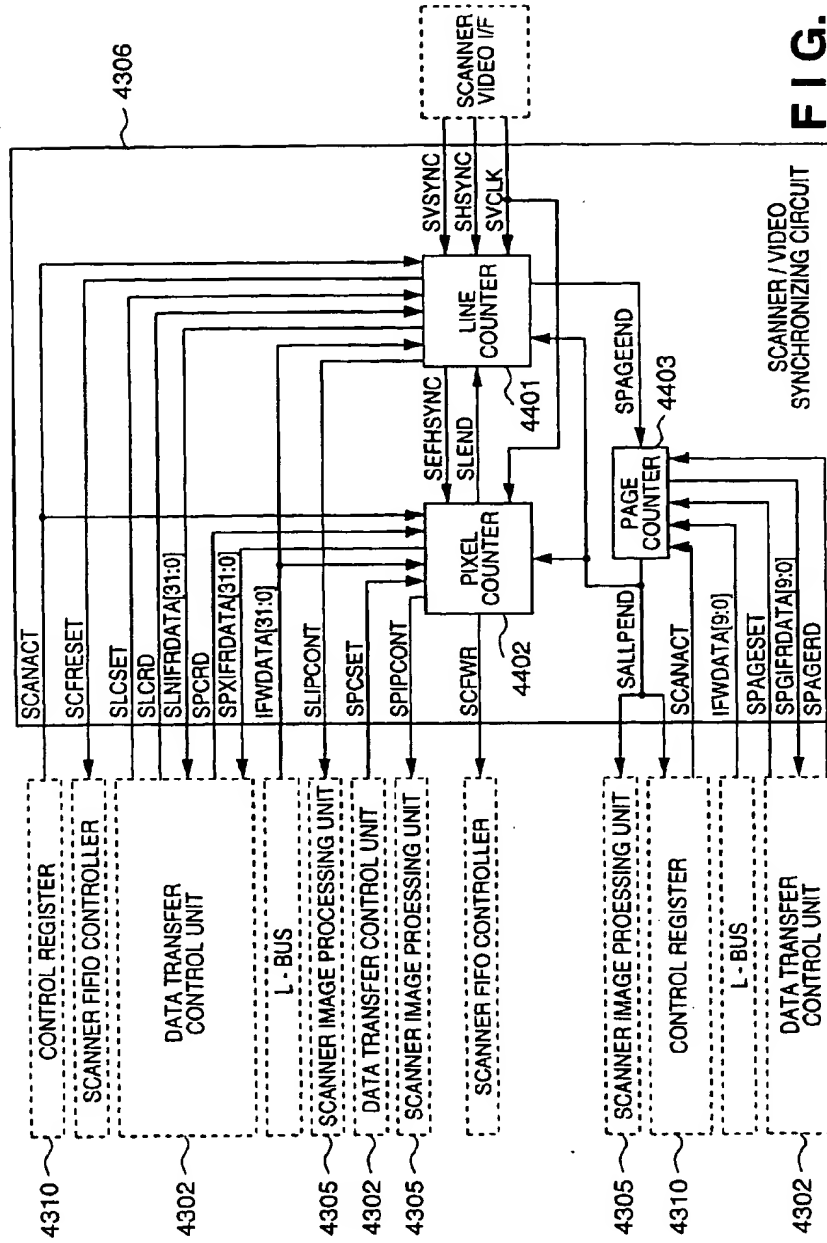 4310
CONTROL REGISTER
SCANNER FIFIO CONTROLLER
4302
DATA TRANSFER
CONTROL UNIT
L - BUS
4305
SCANNER IMAGE PROCESSING UNIT
4302
DATA TRANSFER CONTROL UNIT
4305
SCANNER IMAGE PROESSING UNIT
SCANNER FIFO CONTROLLER
4305
SCANNER IMAGE PROESSING UNIT
4310
CONTROL REGISTER
L - BUS
4302
DATA TRANSFER
CONTROL UNIT
SCANACT
SCFRESET
SLCSET
SLCRD
SLNIFRDATA[31:0]
SPCRD
SPXIFRDATA[31:0]
IFWDATA[31:0]
SLIPCONT
SPCSET
SPIPCONT
SCFWR
SALLPEND
SCANACT
IFWDATA[9:0]
SPAGESET
SPGIFRDATA[9:0]
SPAGERD
PIXEL
COUNTER
4402
SEFHSYNC
SLEND
LINE
COUNTER
4401
PAGE
COUNTER
4403
SPAGEEND
SVSYNC
SHSYNC
SVCLK
SCANNER
VIDEO I/F
4306
SCANNER / VIDEO
SYNCHRONIZING CIRCUIT
FIG.